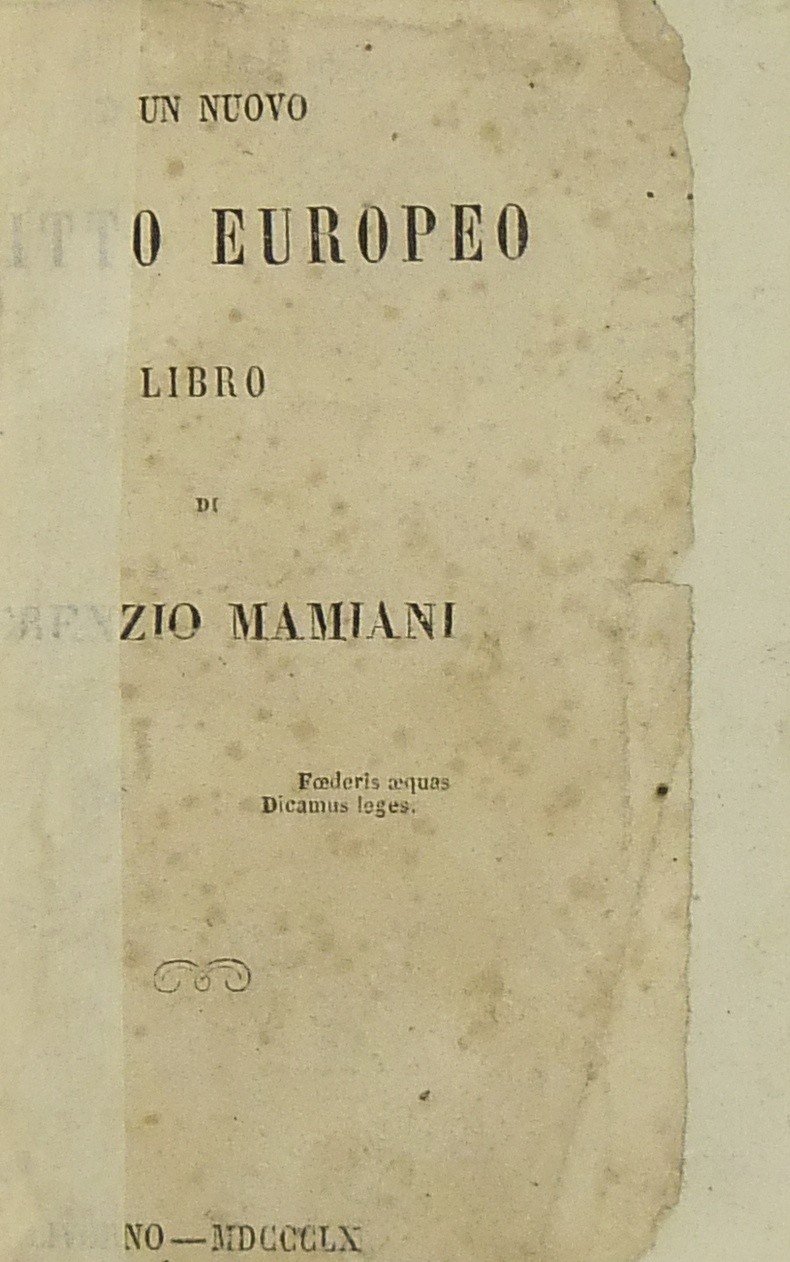 UN NUOVO
O EUROPEO
LIBRO
DI
ZIO MAMIANI
Fœderis æquas
Dicamus leges.
NO — MDCCCLX